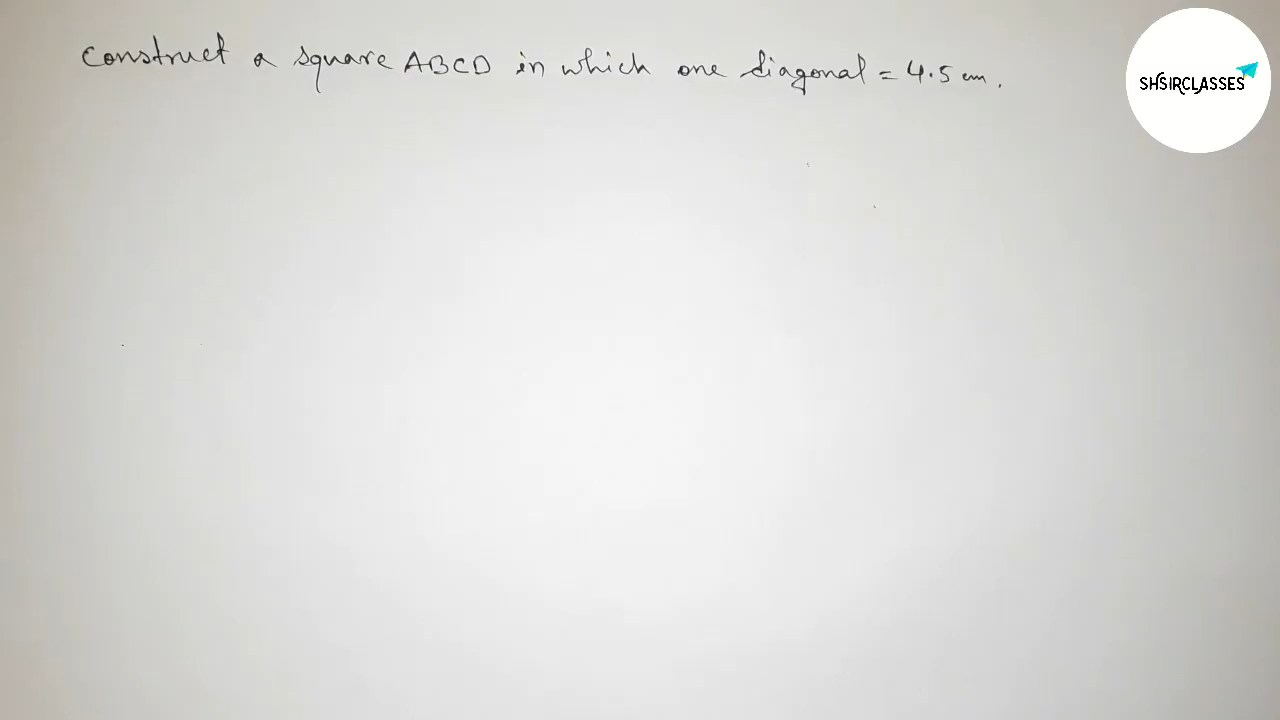 Construct a square ABCD in which one diagonal = 4.5 cm.
SHSIRCLASSES